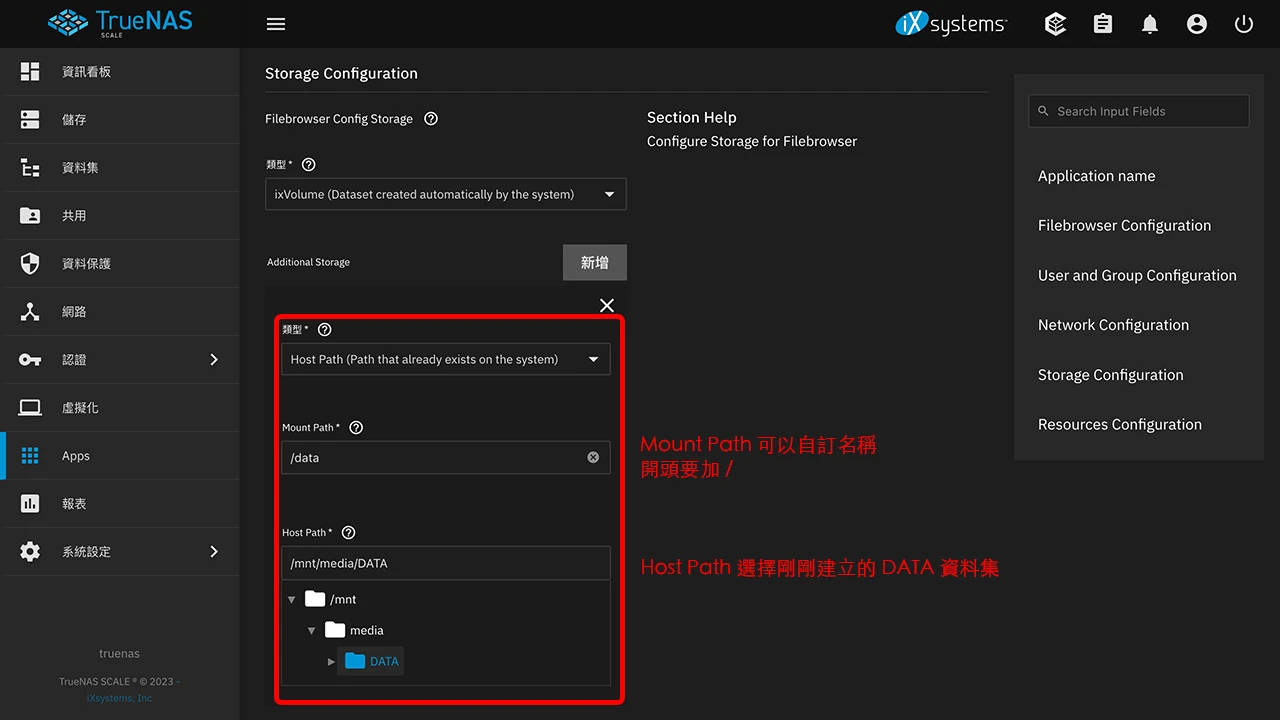 TrueNAS
SCALE
iXsystems
資訊看板
儲存
資料集
共用
資料保護
網路
認證
虛擬化
Apps
報表
系統設定
truenas
TrueNAS SCALE ® © 2023 -
iXsystems, Inc
Storage Configuration
Filebrowser Config Storage
類型 *
ixVolume (Dataset created automatically by the system)
Additional Storage
新增
類型 *
Host Path (Path that already exists on the system)
Mount Path *
/data
Host Path *
/mnt/media/DATA
/mnt
media
DATA
Section Help
Configure Storage for Filebrowser
Mount Path 可以自訂名稱
開頭要加 /
Host Path 選擇剛剛建立的 DATA 資料集
Search Input Fields
Application name
Filebrowser Configuration
User and Group Configuration
Network Configuration
Storage Configuration
Resources Configuration